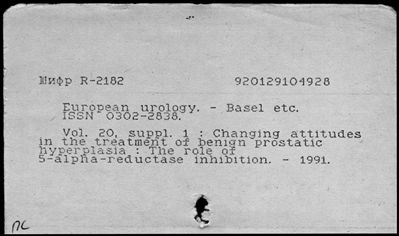 Шифр R-2182 920129104928
European urology. - Basel etc.
ISSN 0302-2838.
Vol. 20, suppl. 1 : Changing attitudes
in the treatment of benign prostatic
hyperplasia : The role of
5-alpha-reductase inhibition. - 1991.
ПС